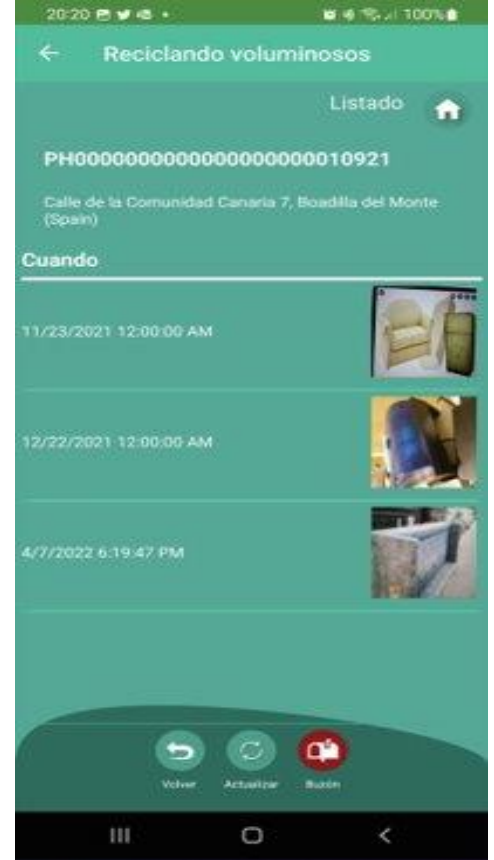 20:20
100%
Reciclando voluminosos
Listado
PH00000000000000000000010921
Calle de la Comunidad Canaria 7, Boadilla del Monte
(Spain)
Cuando
11/23/2021 12:00:00 AM
12/22/2021 12:00:00 AM
4/7/2022 6:19:47 PM
Volver
Actualizar
Buzón